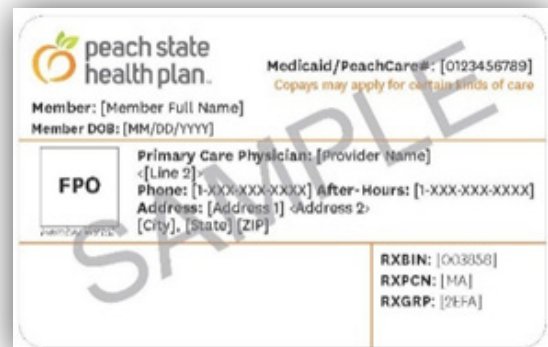 peach state
health plan™
Medicaid/PeachCare#: [0123456789]
Copays may apply for certain kinds of care
Member: [Member Full Name]
Member DOB: [MM/DD/YYYY]
Primary Care Physician: [Provider Name]
<[Line 2]>
Phone: [1-XXX-XXX-XXXX] After-Hours: [1-XXX-XXX-XXXX]
Address: [Address 1] <Address 2>
[City], [State] [ZIP]
FPO
RXBIN: [003858]
RXPCN: [MA]
RXGRP: [2EFA]
SAMPLE